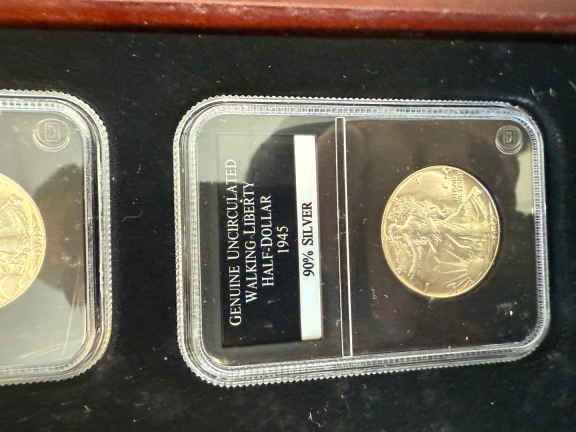 GENUINE UNCIRCULATED
WALKING-LIBERTY
HALF-DOLLAR
1945
90% SILVER